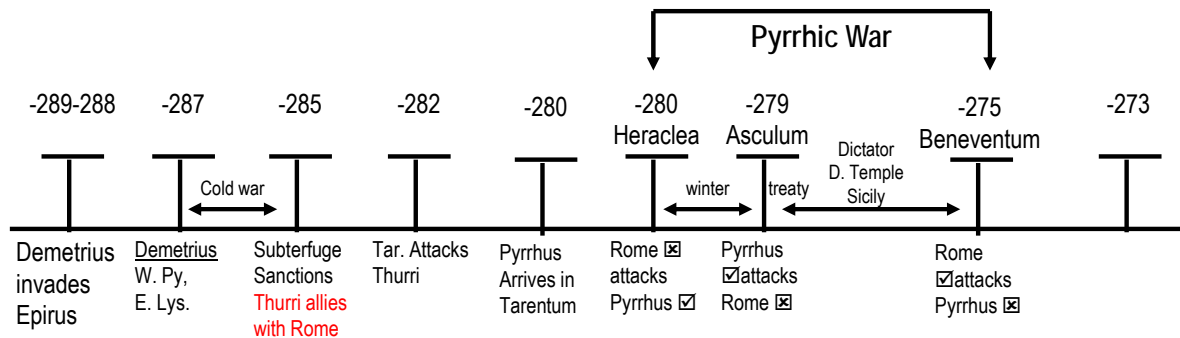 Pyrrhic War
-289-288
-287
-285
-282
-280
-280
Heraclea
-279
Asculum
-275
Beneventum
-273
Cold war
winter
treaty
Dictator
D. Temple
Sicily
Demetrius
invades
Epirus
Demetrius
W. Py,
E. Lys.
Subterfuge
Sanctions
Thurri allies
with Rome
Tar. Attacks
Thurri
Pyrrhus
Arrives in
Tarentum
Rome ☒
attacks
Pyrrhus ☑
Pyrrhus
☑attacks
Rome ☒
Rome
☑attacks
Pyrrhus ☒